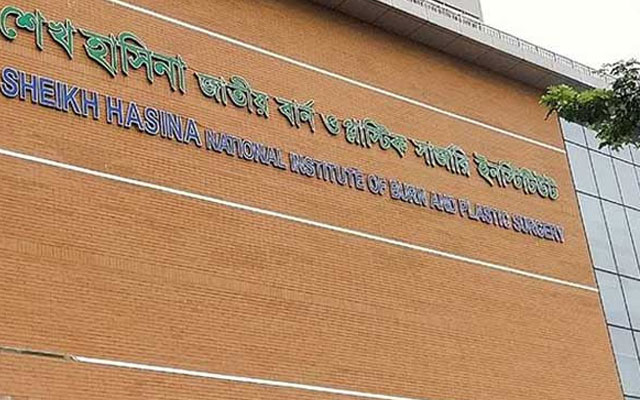 শেখ হাসিনা জাতীয় বার্ন ও প্লাস্টিক সার্জারি ইনস্টিটিউট
SHEIKH HASINA NATIONAL INSTITUTE OF BURN AND PLASTIC SURGERY